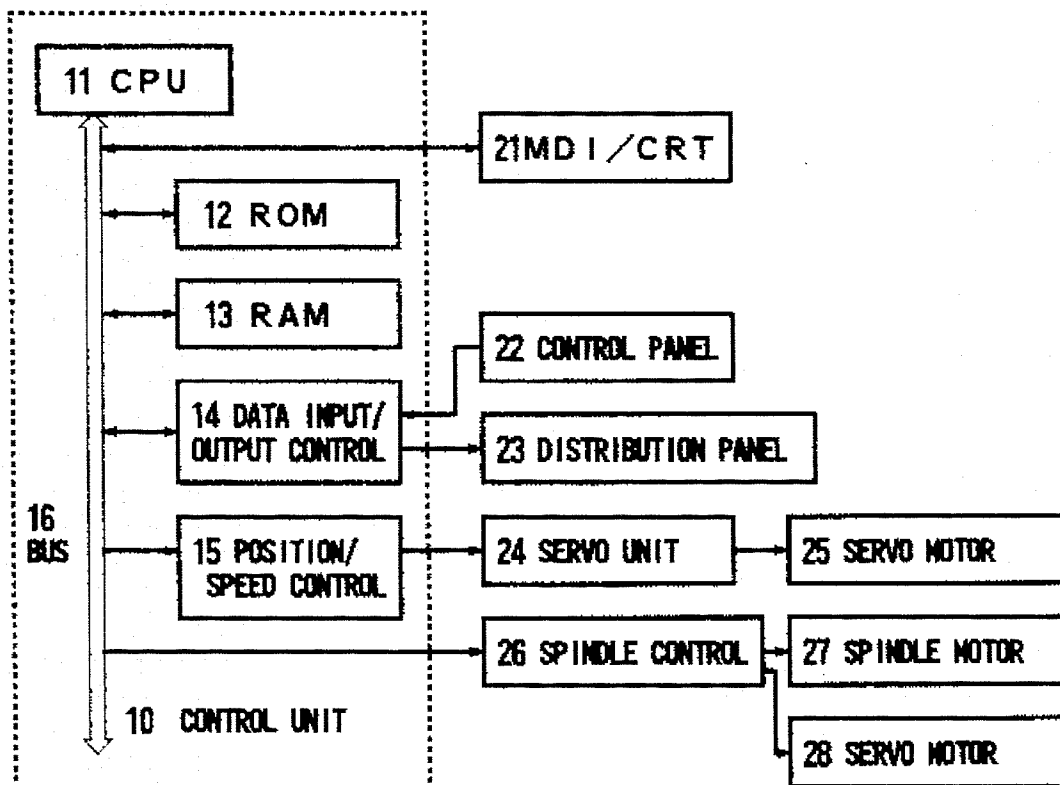 11 CPU
21 MDI/CRT
12 ROM
13 RAM
22 CONTROL PANEL
14 DATA INPUT/
OUTPUT CONTROL
23 DISTRIBUTION PANEL
16
BUS
15 POSITION/
SPEED CONTROL
24 SERVO UNIT
25 SERVO MOTOR
26 SPINDLE CONTROL
27 SPINDLE MOTOR
10 CONTROL UNIT
28 SERVO MOTOR